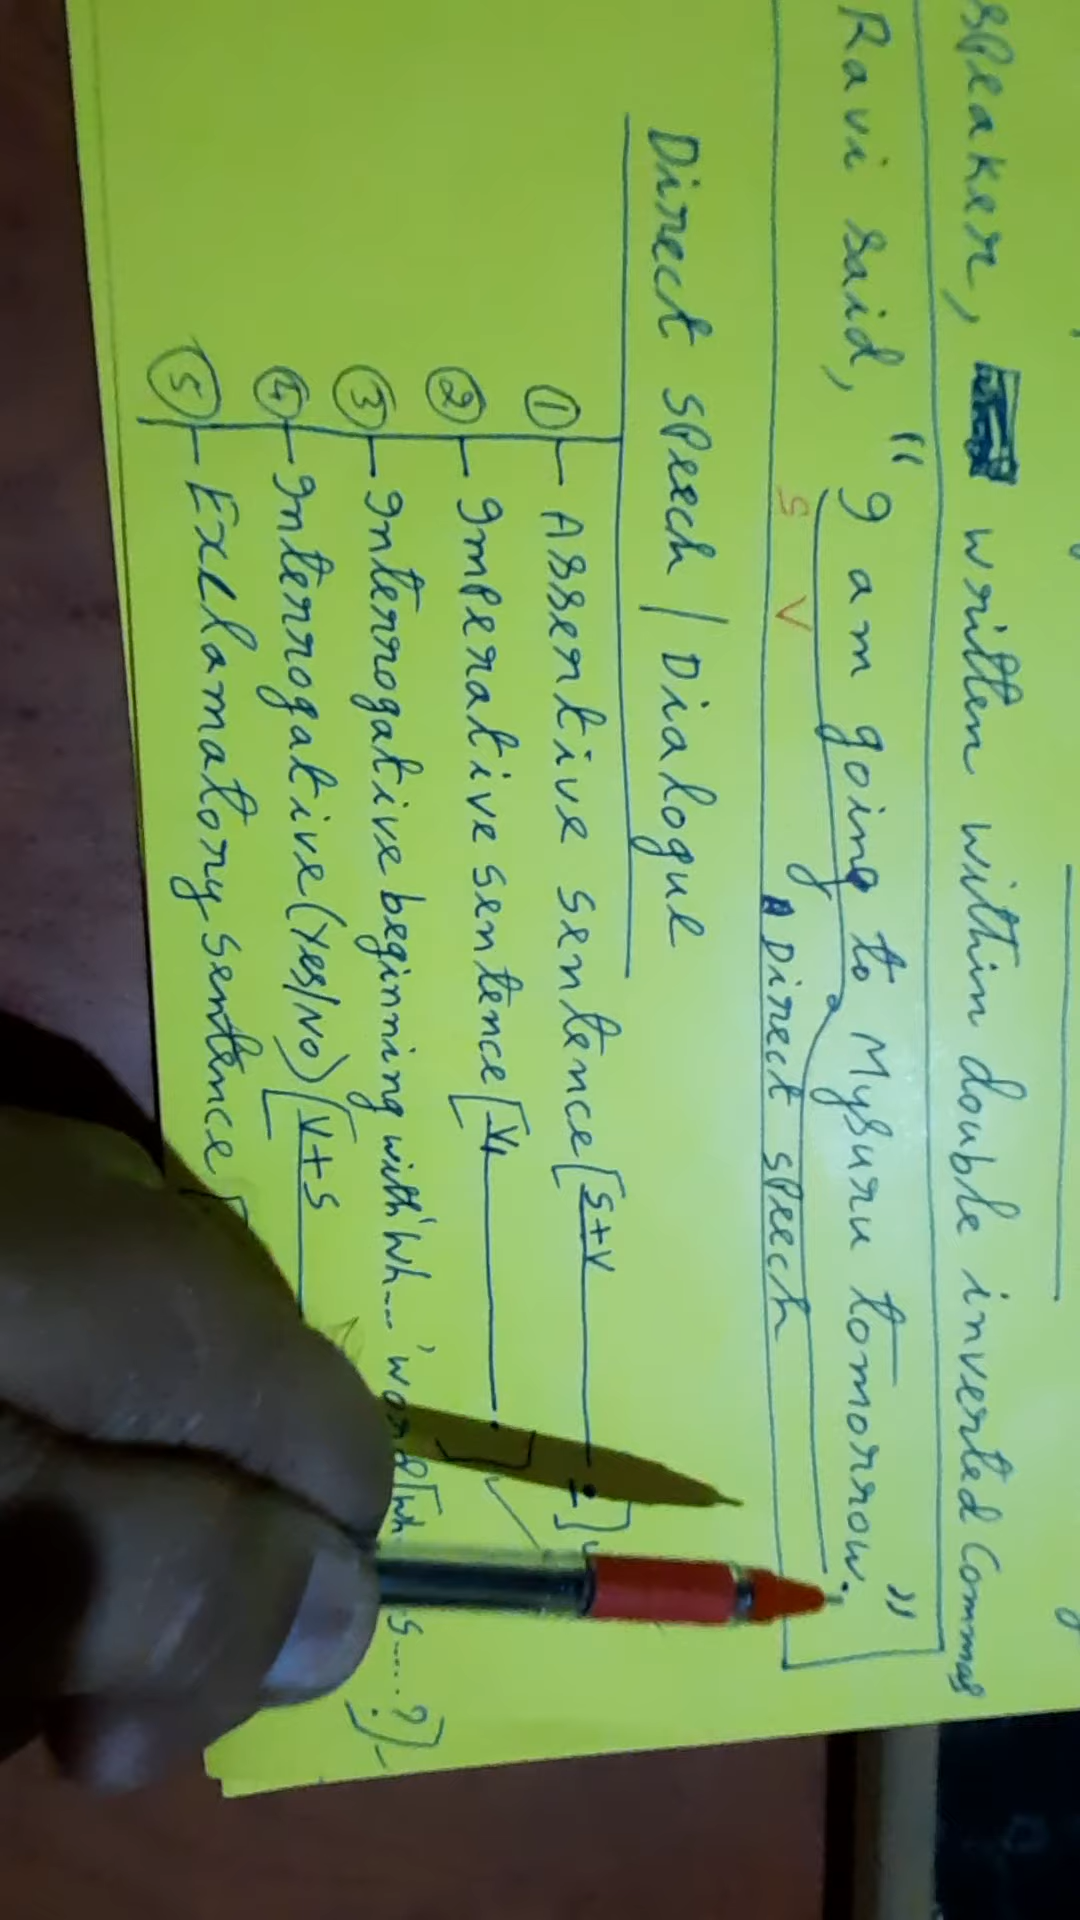 speaker, written within double inverted commas
Ravi said, "I am going to Mysuru tomorrow."
S V
Direct speech
Direct speech / Dialogue
① Assertive sentence [S+V .]
② Imperative sentence [V1 .]
③ Interrogative beginning with 'Wh--- ' word [Wh S....?]
④ Interrogative (Yes/No) [V+S
⑤ Exclamatory sentence [